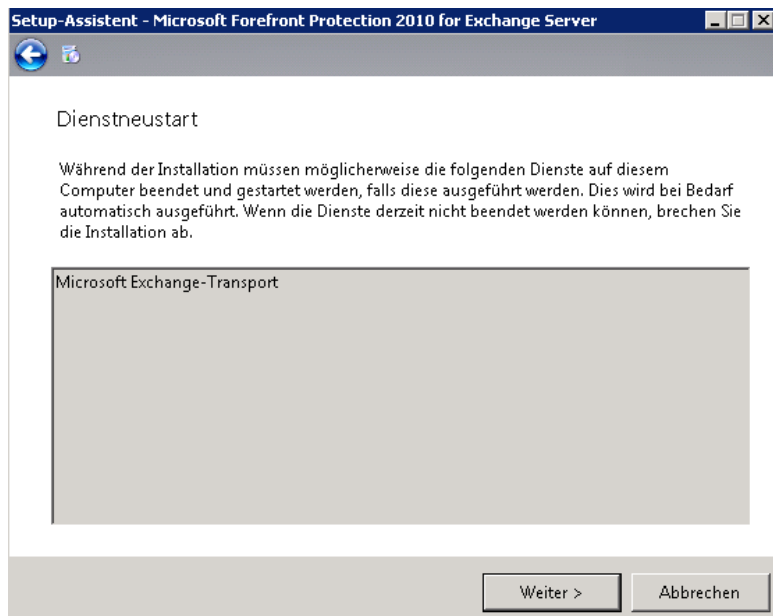 Setup-Assistent - Microsoft Forefront Protection 2010 for Exchange Server
Dienstneustart
Während der Installation müssen möglicherweise die folgenden Dienste auf diesem
Computer beendet und gestartet werden, falls diese ausgeführt werden. Dies wird bei Bedarf
automatisch ausgeführt. Wenn die Dienste derzeit nicht beendet werden können, brechen Sie
die Installation ab.
Microsoft Exchange-Transport
Weiter >
Abbrechen